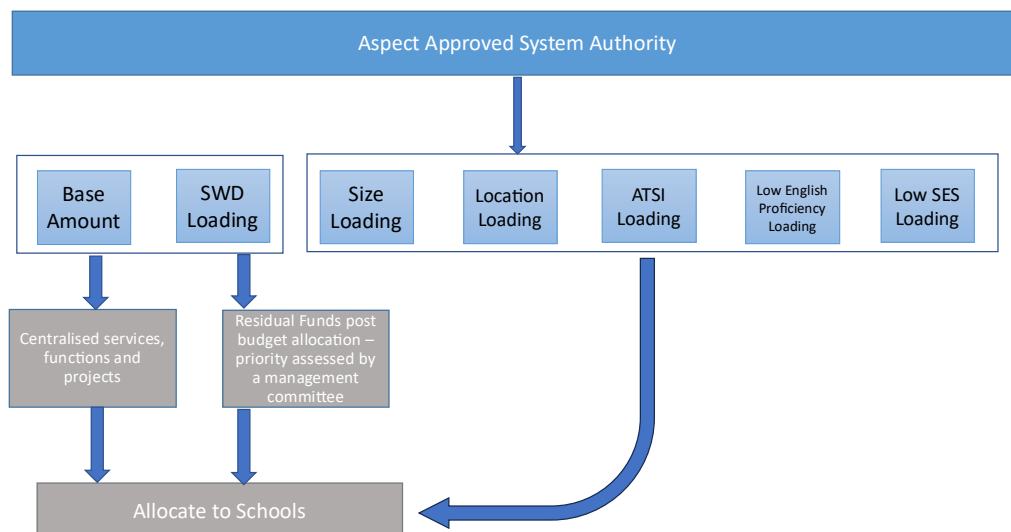 Aspect Approved System Authority
Base
Amount
SWD
Loading
Size
Loading
Location
Loading
ATSI
Loading
Low English
Proficiency
Loading
Low SES
Loading
Centralised services,
functions and
projects
Residual Funds post
budget allocation –
priority assessed by
a management
committee
Allocate to Schools